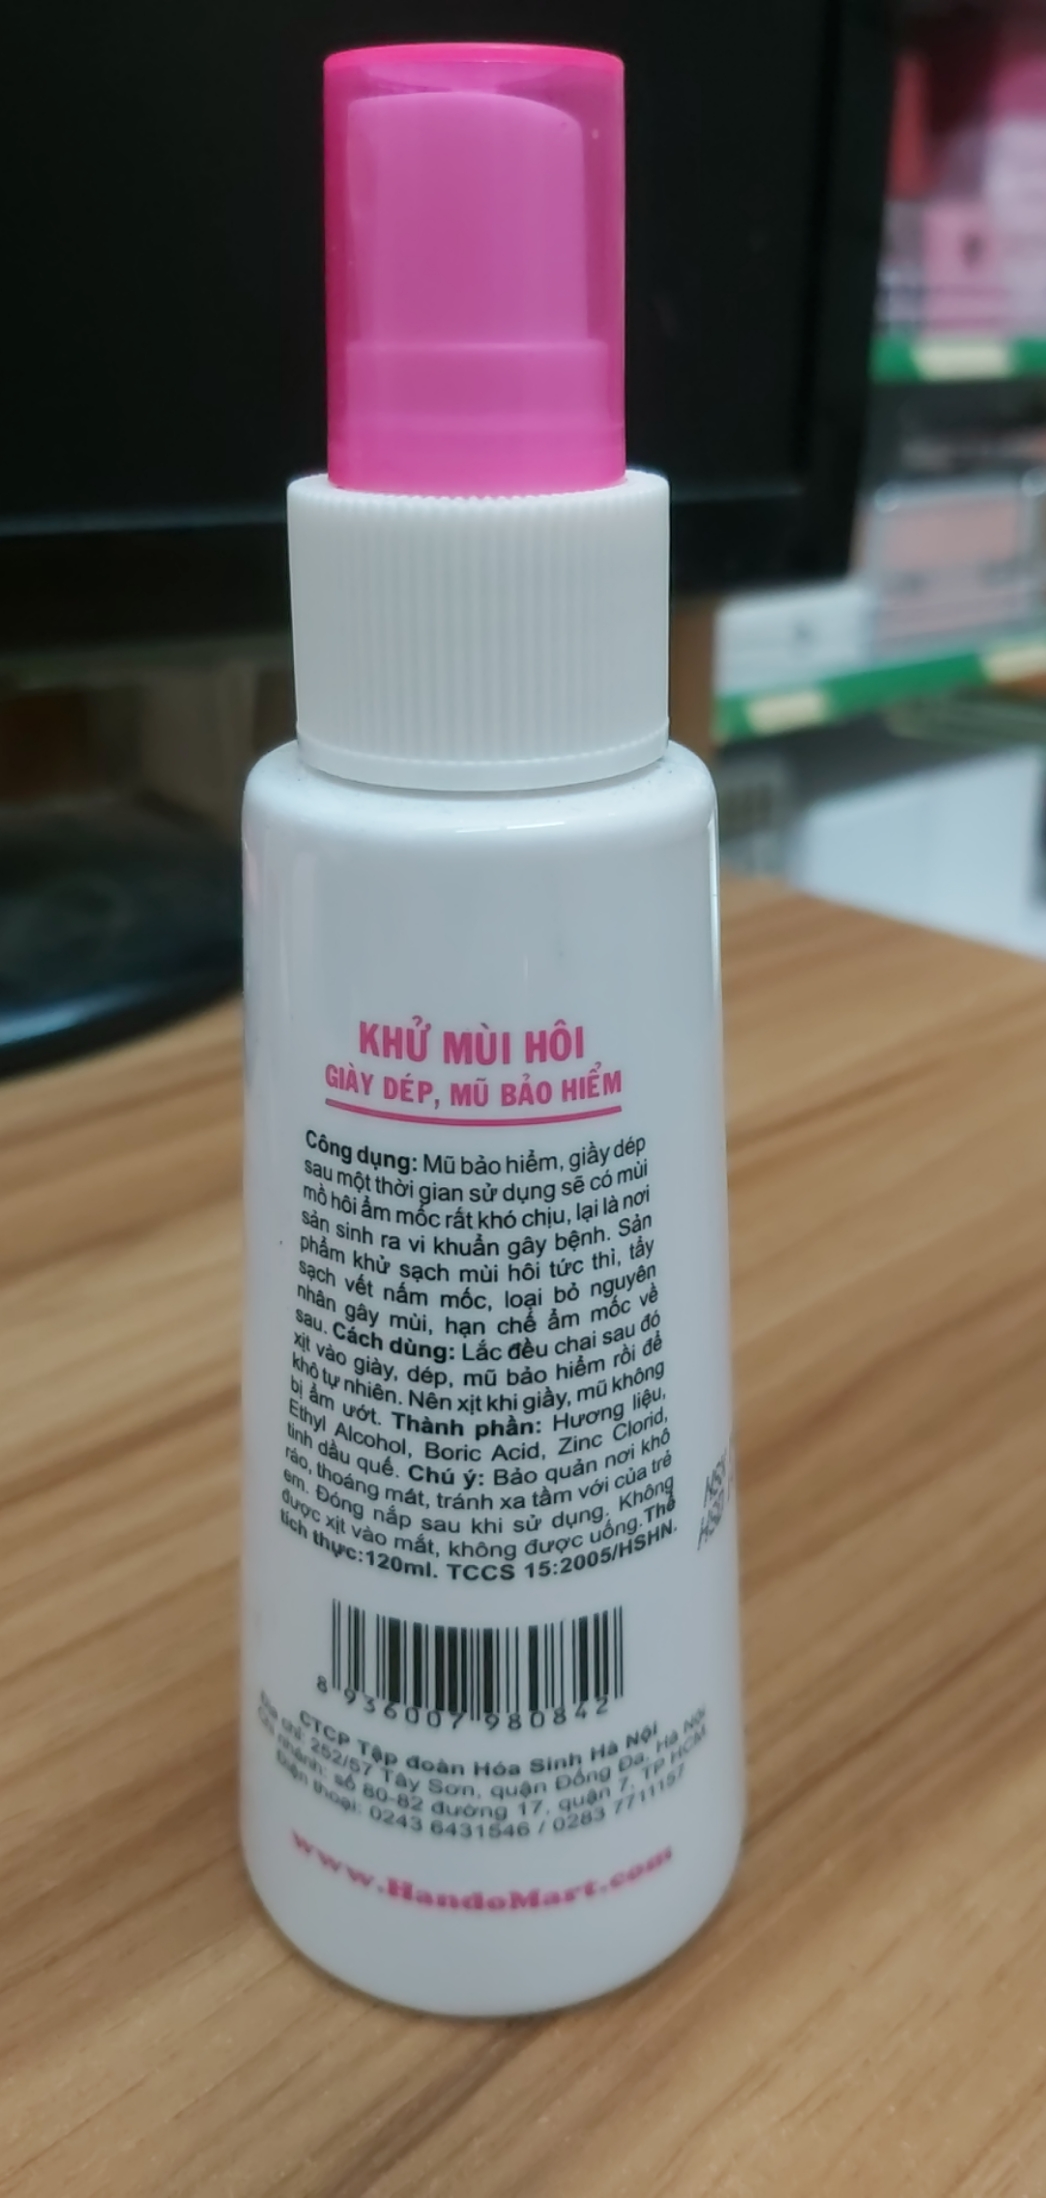 KHỬ MÙI HÔI
GIÀY DÉP, MŨ BẢO HIỂM
Công dụng: Mũ bảo hiểm, giầy dép
sau một thời gian sử dụng sẽ có mùi
mồ hôi ẩm mốc rất khó chịu, lại là nơi
sản sinh ra vi khuẩn gây bệnh. Sản
phẩm khử sạch mùi hôi tức thì, tẩy
sạch vết nấm mốc, loại bỏ nguyên
nhân gây mùi, hạn chế ẩm mốc về
sau. Cách dùng: Lắc đều chai sau đó
xịt vào giày, dép, mũ bảo hiểm rồi để
khô tự nhiên. Nên xịt khi giầy, mũ không
bị ẩm ướt. Thành phần: Hương liệu,
Ethyl Alcohol, Boric Acid, Zinc Clorid,
tinh dầu quế. Chú ý: Bảo quản nơi khô
ráo, thoáng mát, tránh xa tầm với của trẻ
em. Đóng nắp sau khi sử dụng. Không
được xịt vào mắt, không được uống. Thể
tích thực:120ml. TCCS 15:2005/HSHN.
HSX
HSD
8 936007 980842
CTCP Tập đoàn Hóa Sinh Hà Nội
Địa chỉ: 252/57 Tây Sơn, quận Đống Đa, Hà Nội
Chi nhánh: số 80-82 đường 17, quận 7, TP HCM
Điện thoại: 0243 6431546 / 0283 7711157
www.HandoMart.com